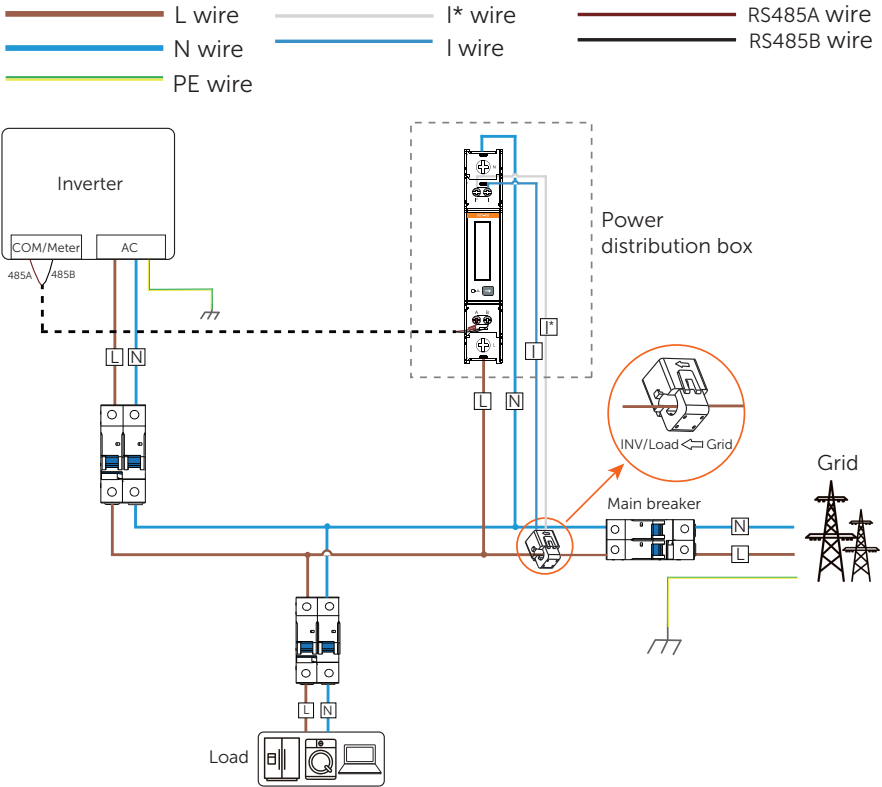 L wire
N wire
PE wire
I* wire
I wire
RS485A wire
RS485B wire
Inverter
COM/Meter
AC
485A
485B
Power
distribution box
N
A B
L
I*
I
L
N
L
N
INV/Load
Grid
Grid
Main breaker
N
L
L
N
Load